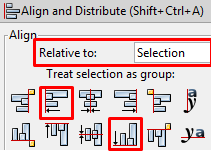 Align and Distribute (Shift+Ctrl+A)
Align
Relative to: Selection
Treat selection as group: